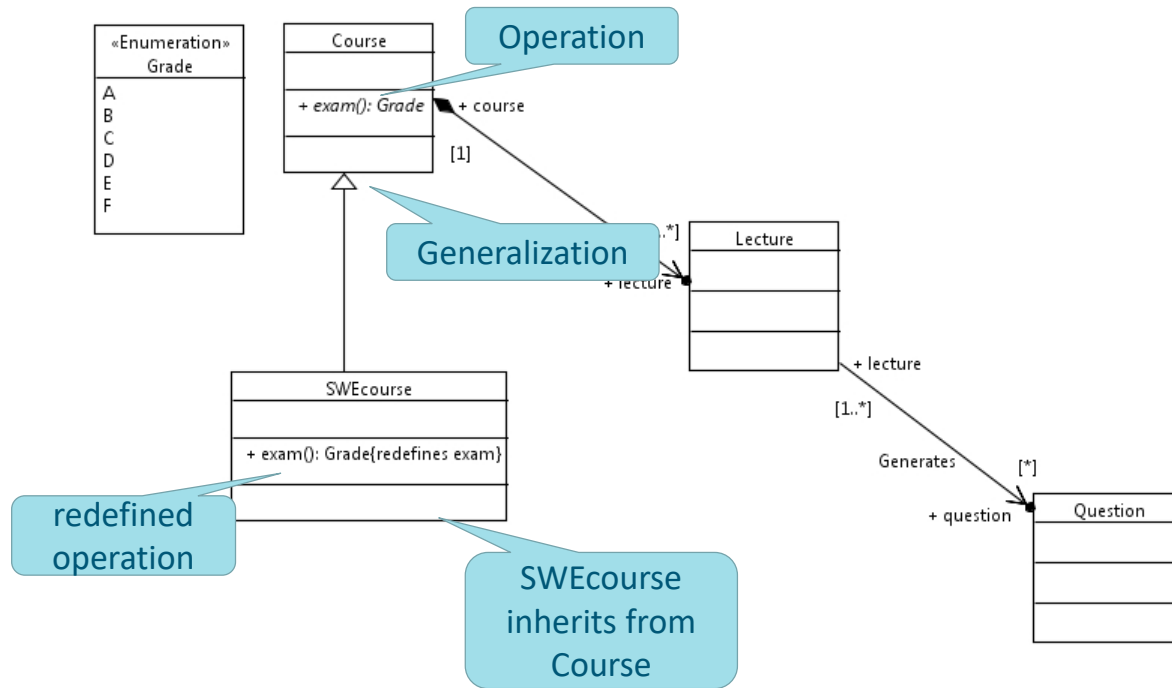 «Enumeration»
Grade
A
B
C
D
E
F
Course
+ exam(): Grade
Operation
+ course
[1]
Generalization
..*]
+ lecture
Lecture
SWEcourse
+ exam(): Grade{redefines exam}
redefined
operation
SWEcourse
inherits from
Course
+ lecture
[1..*]
Generates
[*]
+ question
Question